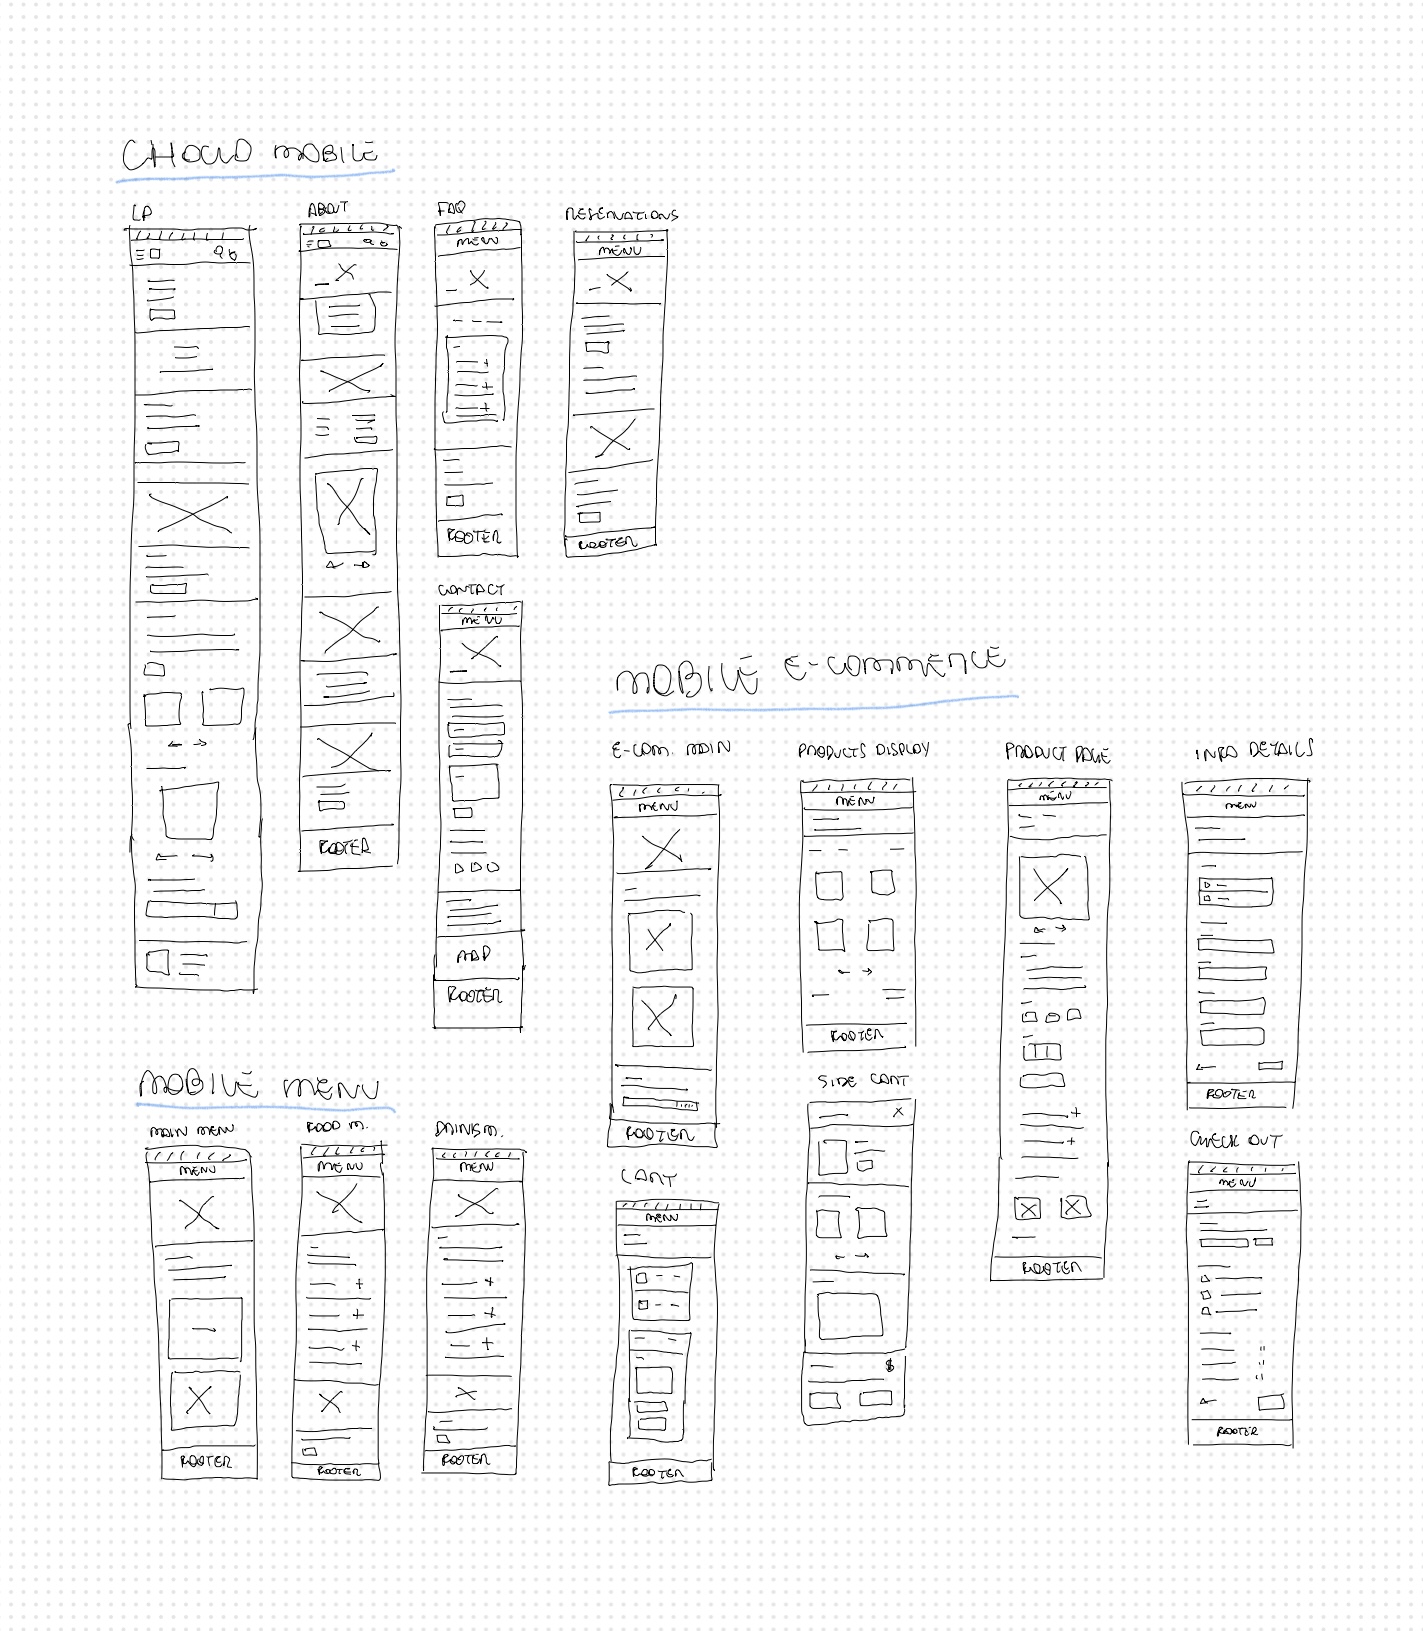 MOBILE
LP
ABOUT
FAQ
RESERVATIONS
MENU
MENU
FOOTER
FOOTER
FOOTER
CONTACT
MENU
MAP
FOOTER
MOBILE E-COMMERCE
E-COM. MAIN
PRODUCTS DISPLAY
PRODUCT PAGE
INFO DETAILS
MENU
MENU
MENU
MENU
FOOTER
FOOTER
FOOTER
FOOTER
SIDE CART
X
$
CART
MENU
FOOTER
CHECK OUT
MENU
FOOTER
MOBILE MENU
MAIN MENU
FOOD M.
DRINKS M.
MENU
MENU
MENU
FOOTER
FOOTER
FOOTER